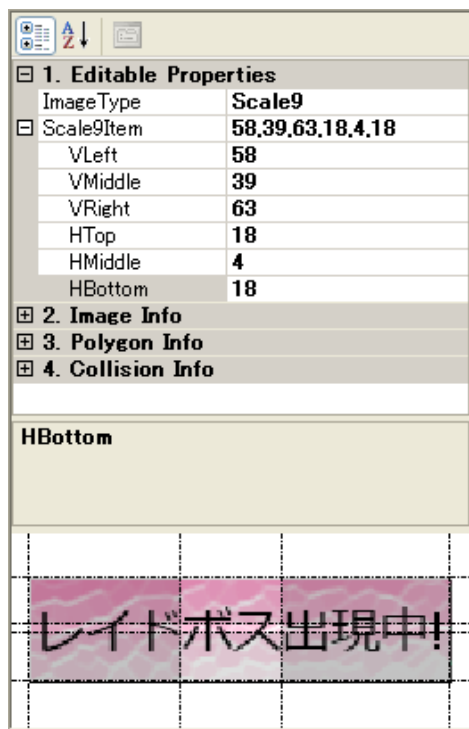 1. Editable Properties
ImageType Scale9
Scale9Item 58,39,63,18,4,18
VLeft 58
VMiddle 39
VRight 63
HTop 18
HMiddle 4
HBottom 18
2. Image Info
3. Polygon Info
4. Collision Info
HBottom
レイドボス出現中!